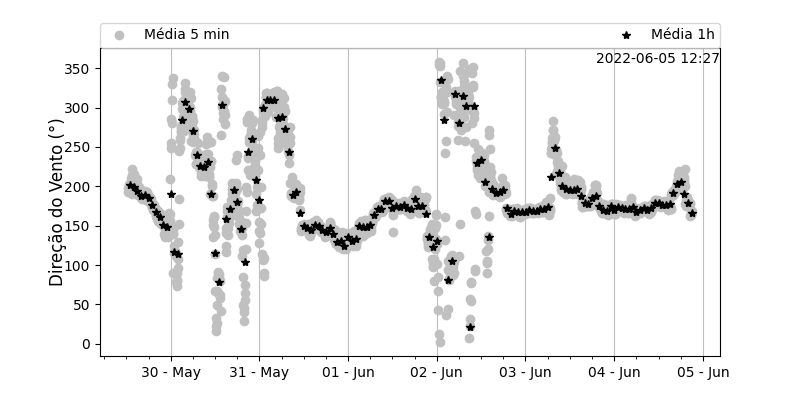 Média 5 min
Média 1h
2022-06-05 12:27
Direção do Vento (°)
350
300
250
200
150
100
50
0
30 - May
31 - May
01 - Jun
02 - Jun
03 - Jun
04 - Jun
05 - Jun